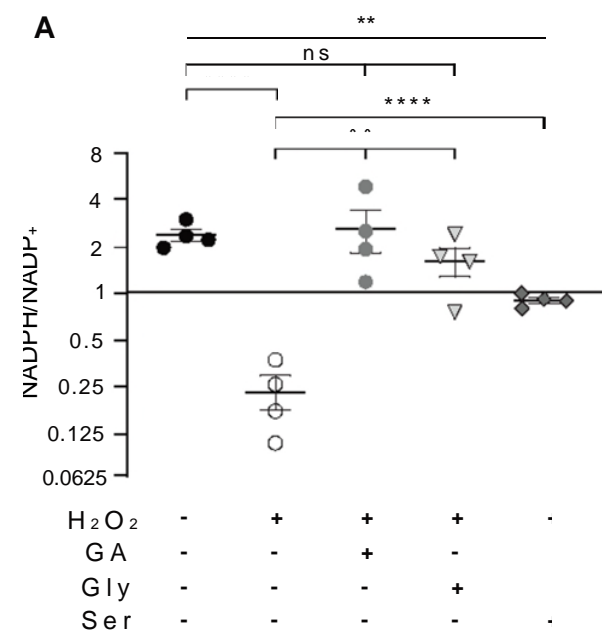 A
**
ns
****
8
4
2
1
0.5
0.25
0.125
0.0625
NADPH/NADP+
H2O2 - + + + -
GA - - + -
Gly - - - +
Ser - - - - -